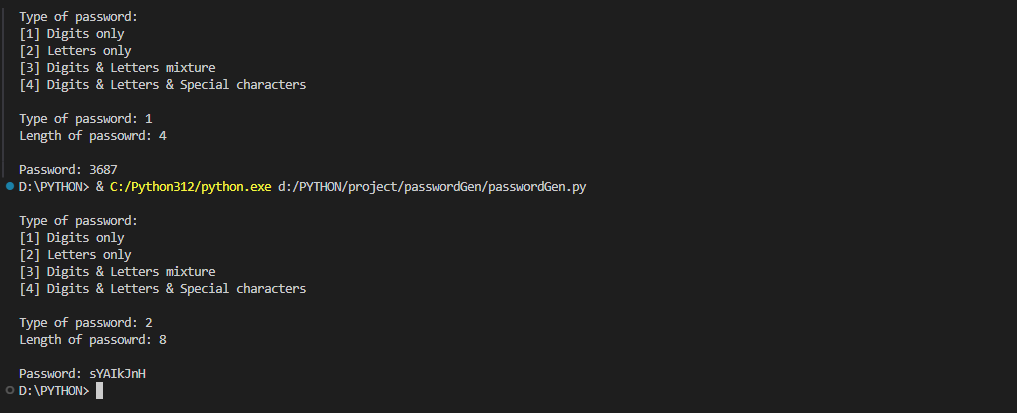 Type of password:
[1] Digits only
[2] Letters only
[3] Digits & Letters mixture
[4] Digits & Letters & Special characters
Type of password: 1
Length of passowrd: 4
Password: 3687
D:\PYTHON> & C:/Python312/python.exe d:/PYTHON/project/passwordGen/passwordGen.py
Type of password:
[1] Digits only
[2] Letters only
[3] Digits & Letters mixture
[4] Digits & Letters & Special characters
Type of password: 2
Length of passowrd: 8
Password: sYAIkJnH
D:\PYTHON>